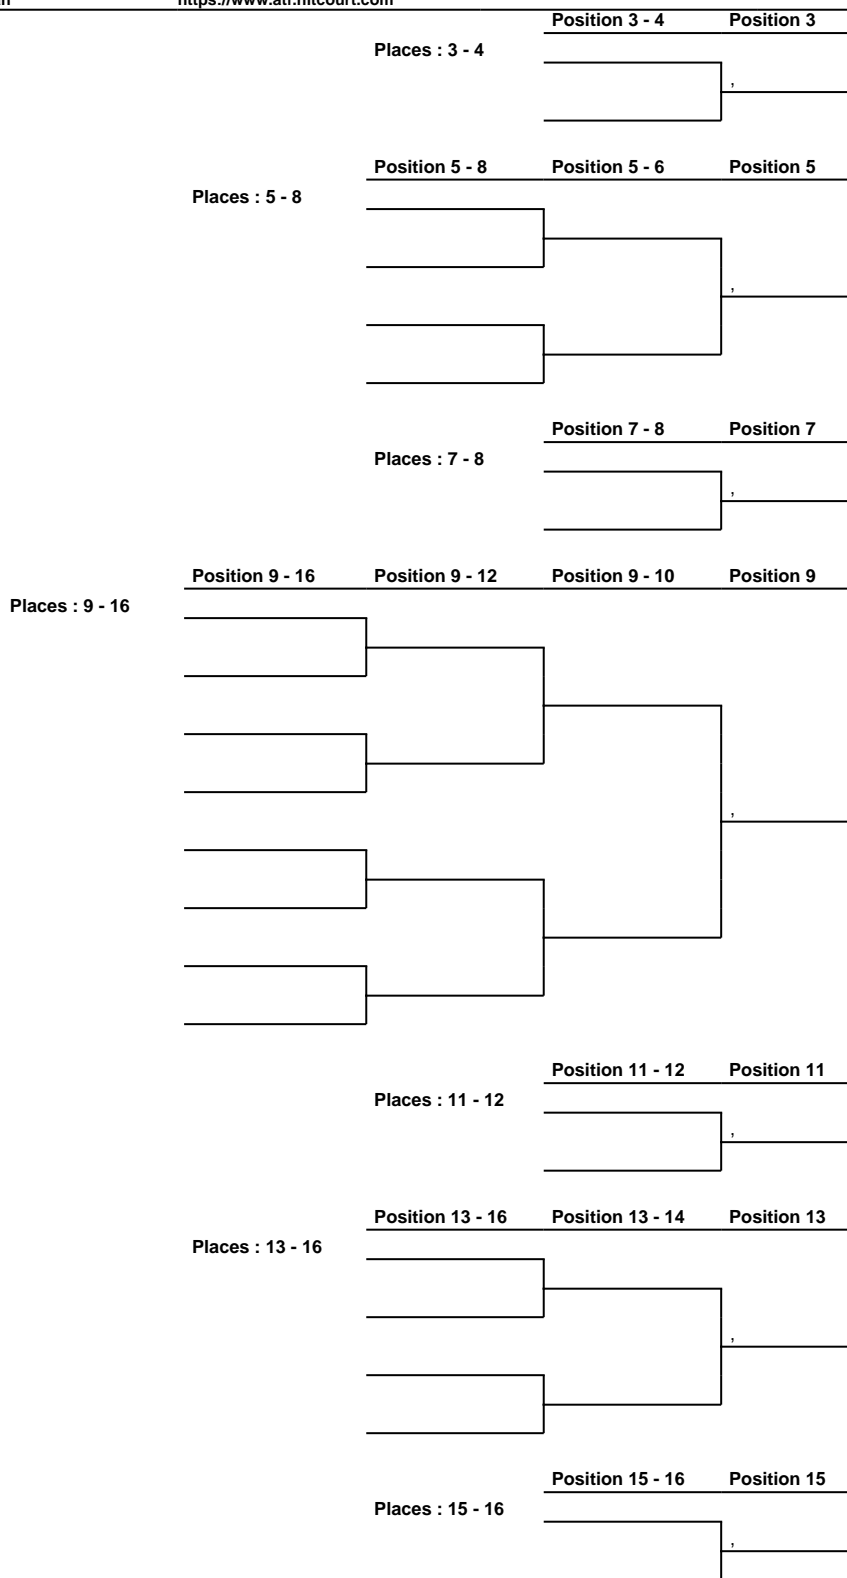 https://www.atf.hitcourt.com
Position 3 - 4 Position 3
Places : 3 - 4
,
Position 5 - 8 Position 5 - 6 Position 5
Places : 5 - 8
,
Position 7 - 8 Position 7
Places : 7 - 8
,
Position 9 - 16 Position 9 - 12 Position 9 - 10 Position 9
Places : 9 - 16
,
Position 11 - 12 Position 11
Places : 11 - 12
,
Position 13 - 16 Position 13 - 14 Position 13
Places : 13 - 16
,
Position 15 - 16 Position 15
Places : 15 - 16
,